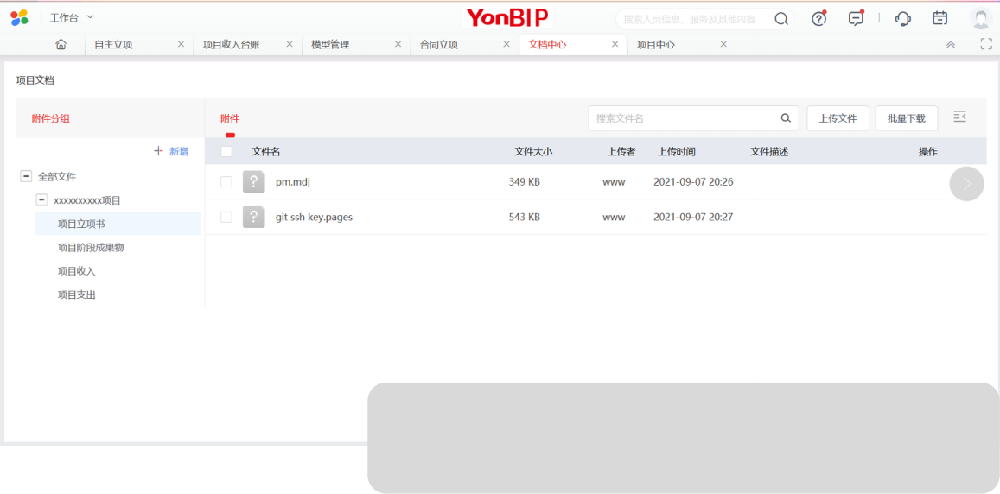 工作台 YonBIP 搜索人员信息、服务及其他内容
自主立项 项目收入台账 模型管理 合同立项 文档中心 项目中心
项目文档
附件分组 附件 搜索文件名 上传文件 批量下载
新增 文件名 文件大小 上传者 上传时间 文件描述 操作
全部文件 pm.mdj 349 KB www 2021-09-07 20:26
xxxxxxxxxx项目
项目立项书 git ssh key.pages 543 KB www 2021-09-07 20:27
项目阶段成果物
项目收入
项目支出